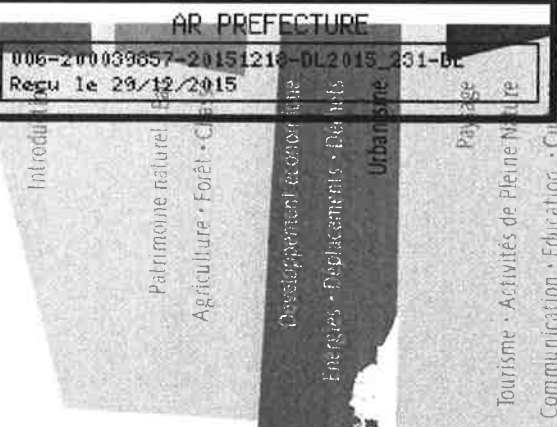 AR PREFECTURE
006-200039857-20151218-DL2015_231-DE
Reçu le 29/12/2015
Introduction
Patrimoine naturel
Agriculture • Forêt •
Développement économique
Énergies • Déplacements • Déchets
Urbanisme
Paysage
Tourisme • Activités de Pleine Nature
Communication • Education •